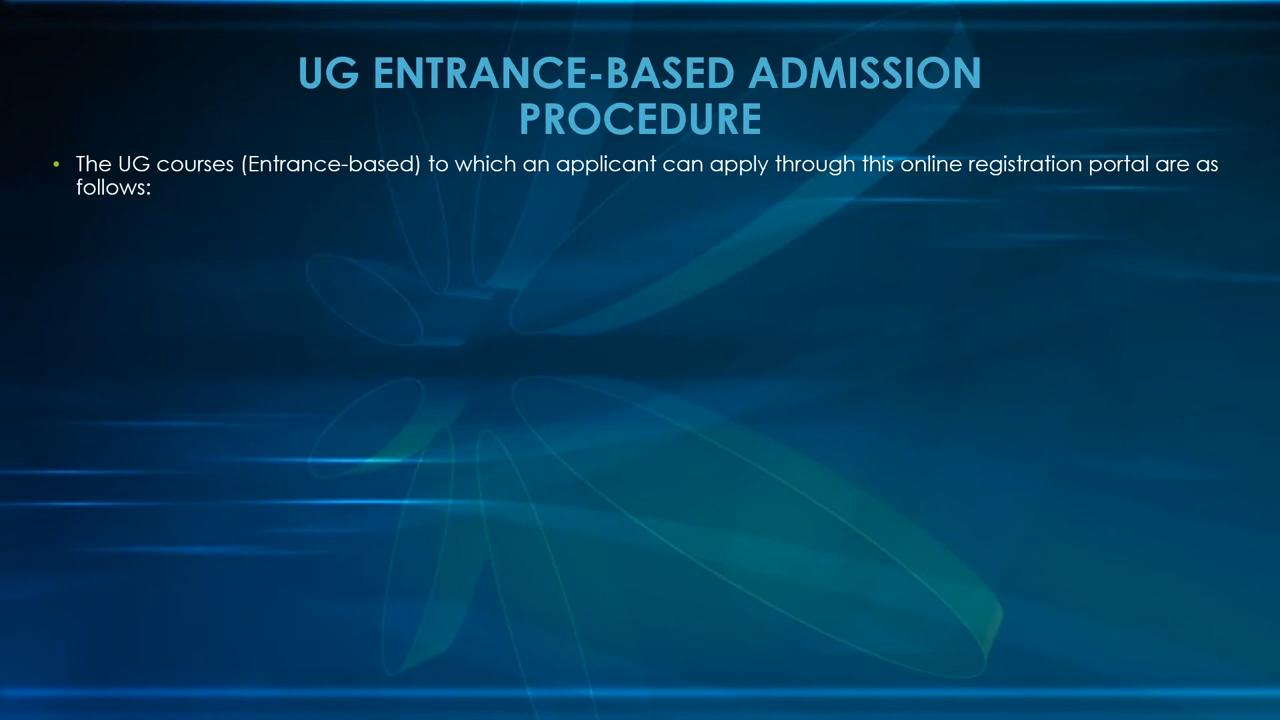 UG ENTRANCE-BASED ADMISSION
PROCEDURE
• The UG courses (Entrance-based) to which an applicant can apply through this online registration portal are as
follows: